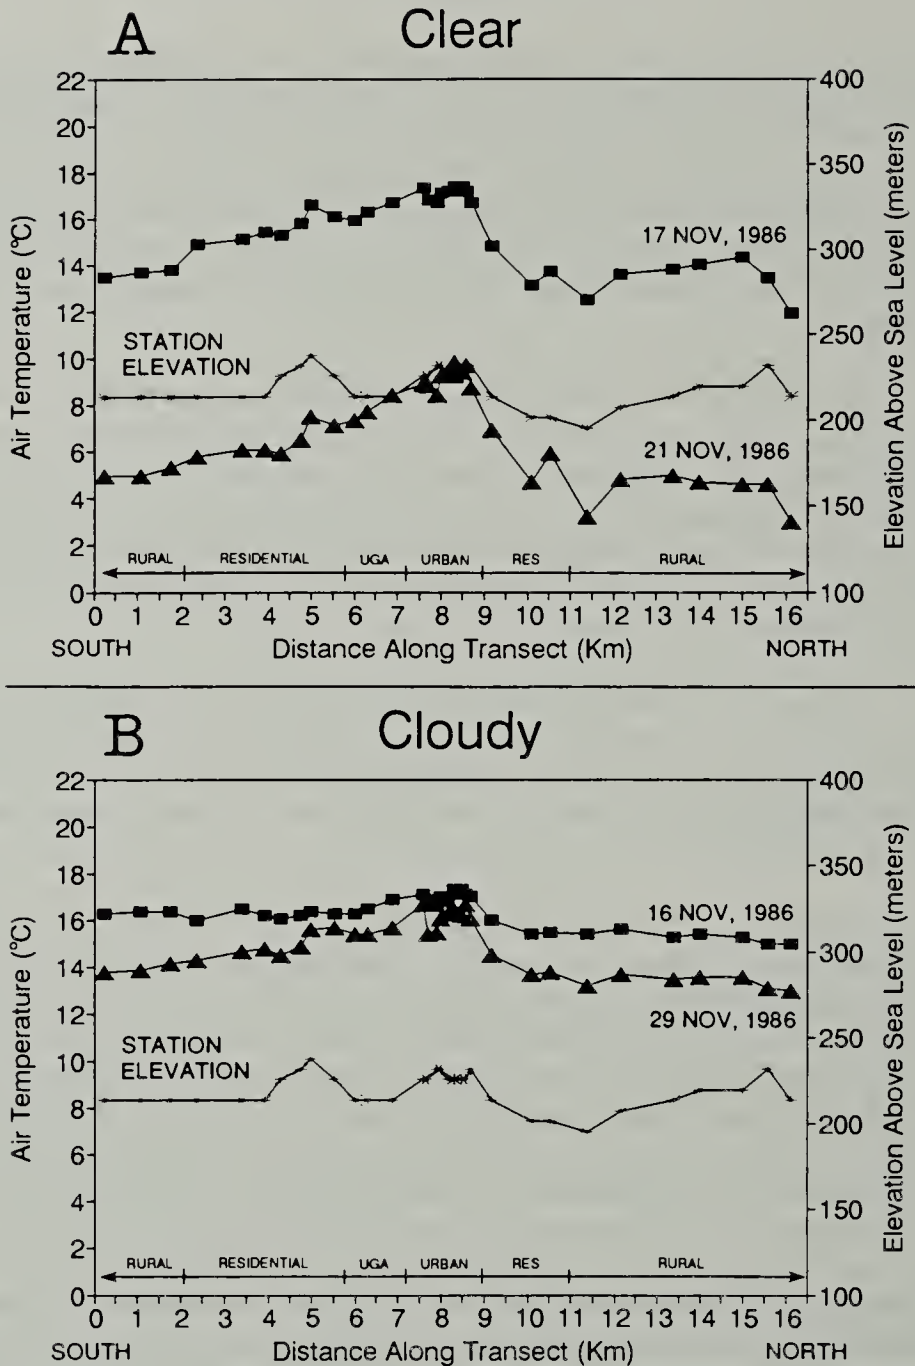 A Clear
22
20
18
16
14
12
10
8
6
4
2
0
Air Temperature (°C)
400
350
300
250
200
150
100
Elevation Above Sea Level (meters)
17 NOV, 1986
STATION
ELEVATION
21 NOV, 1986
RURAL RESIDENTIAL UGA URBAN RES RURAL
0 1 2 3 4 5 6 7 8 9 10 11 12 13 14 15 16
SOUTH Distance Along Transect (Km) NORTH
B Cloudy
22
20
18
16
14
12
10
8
6
4
2
0
Air Temperature (°C)
400
350
300
250
200
150
100
Elevation Above Sea Level (meters)
16 NOV, 1986
29 NOV, 1986
STATION
ELEVATION
RURAL RESIDENTIAL UGA URBAN RES RURAL
0 1 2 3 4 5 6 7 8 9 10 11 12 13 14 15 16
SOUTH Distance Along Transect (Km) NORTH